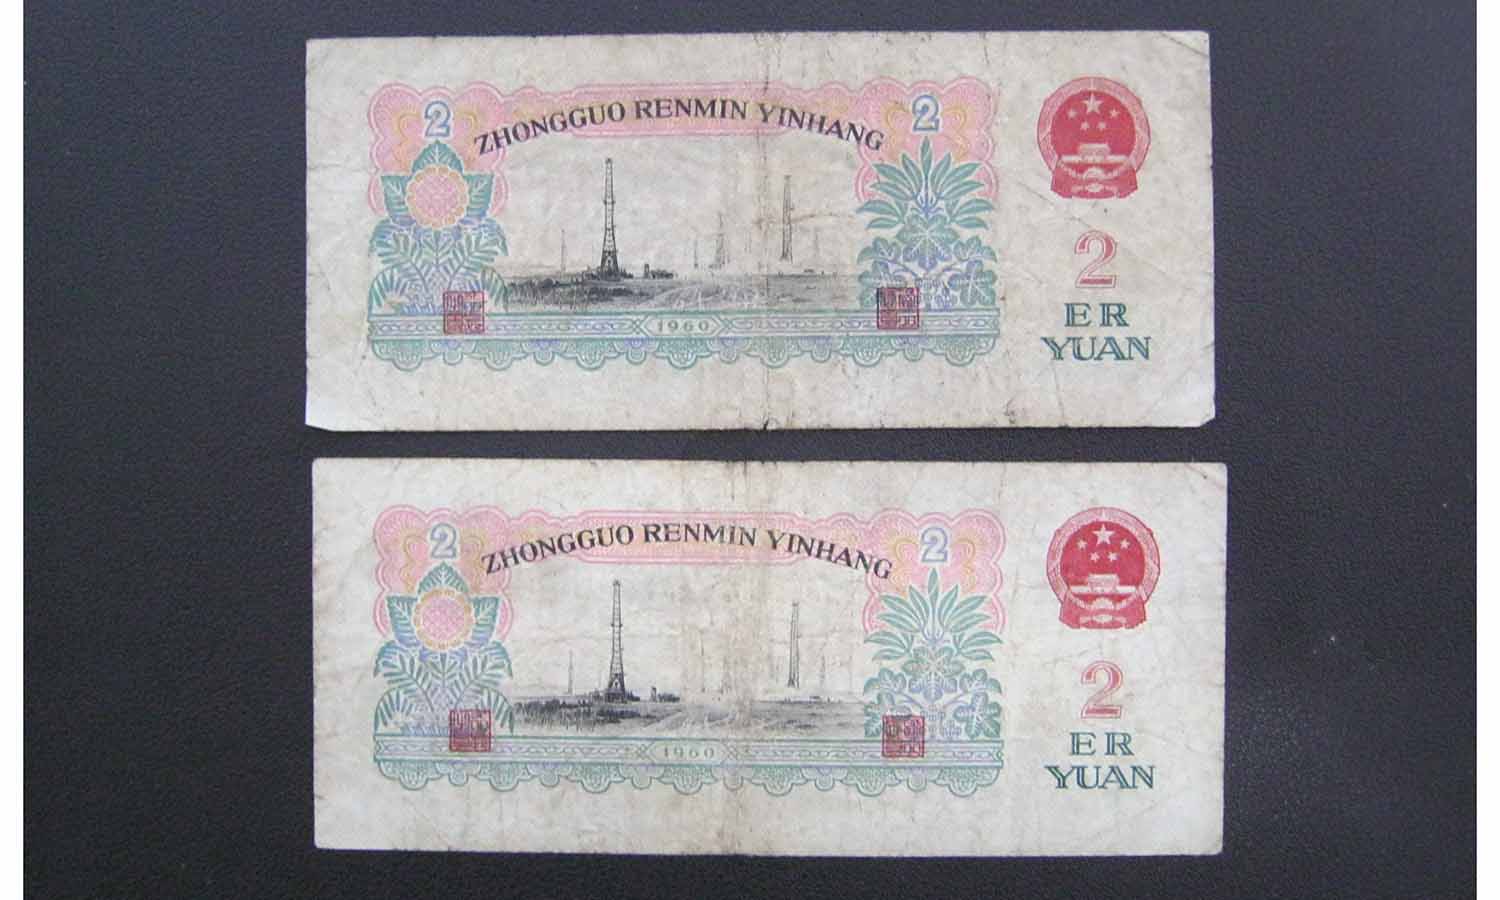 2
ZHONGGUO RENMIN YINHANG
2
2
ER
YUAN
1960
2
ZHONGGUO RENMIN YINHANG
2
2
ER
YUAN
1960